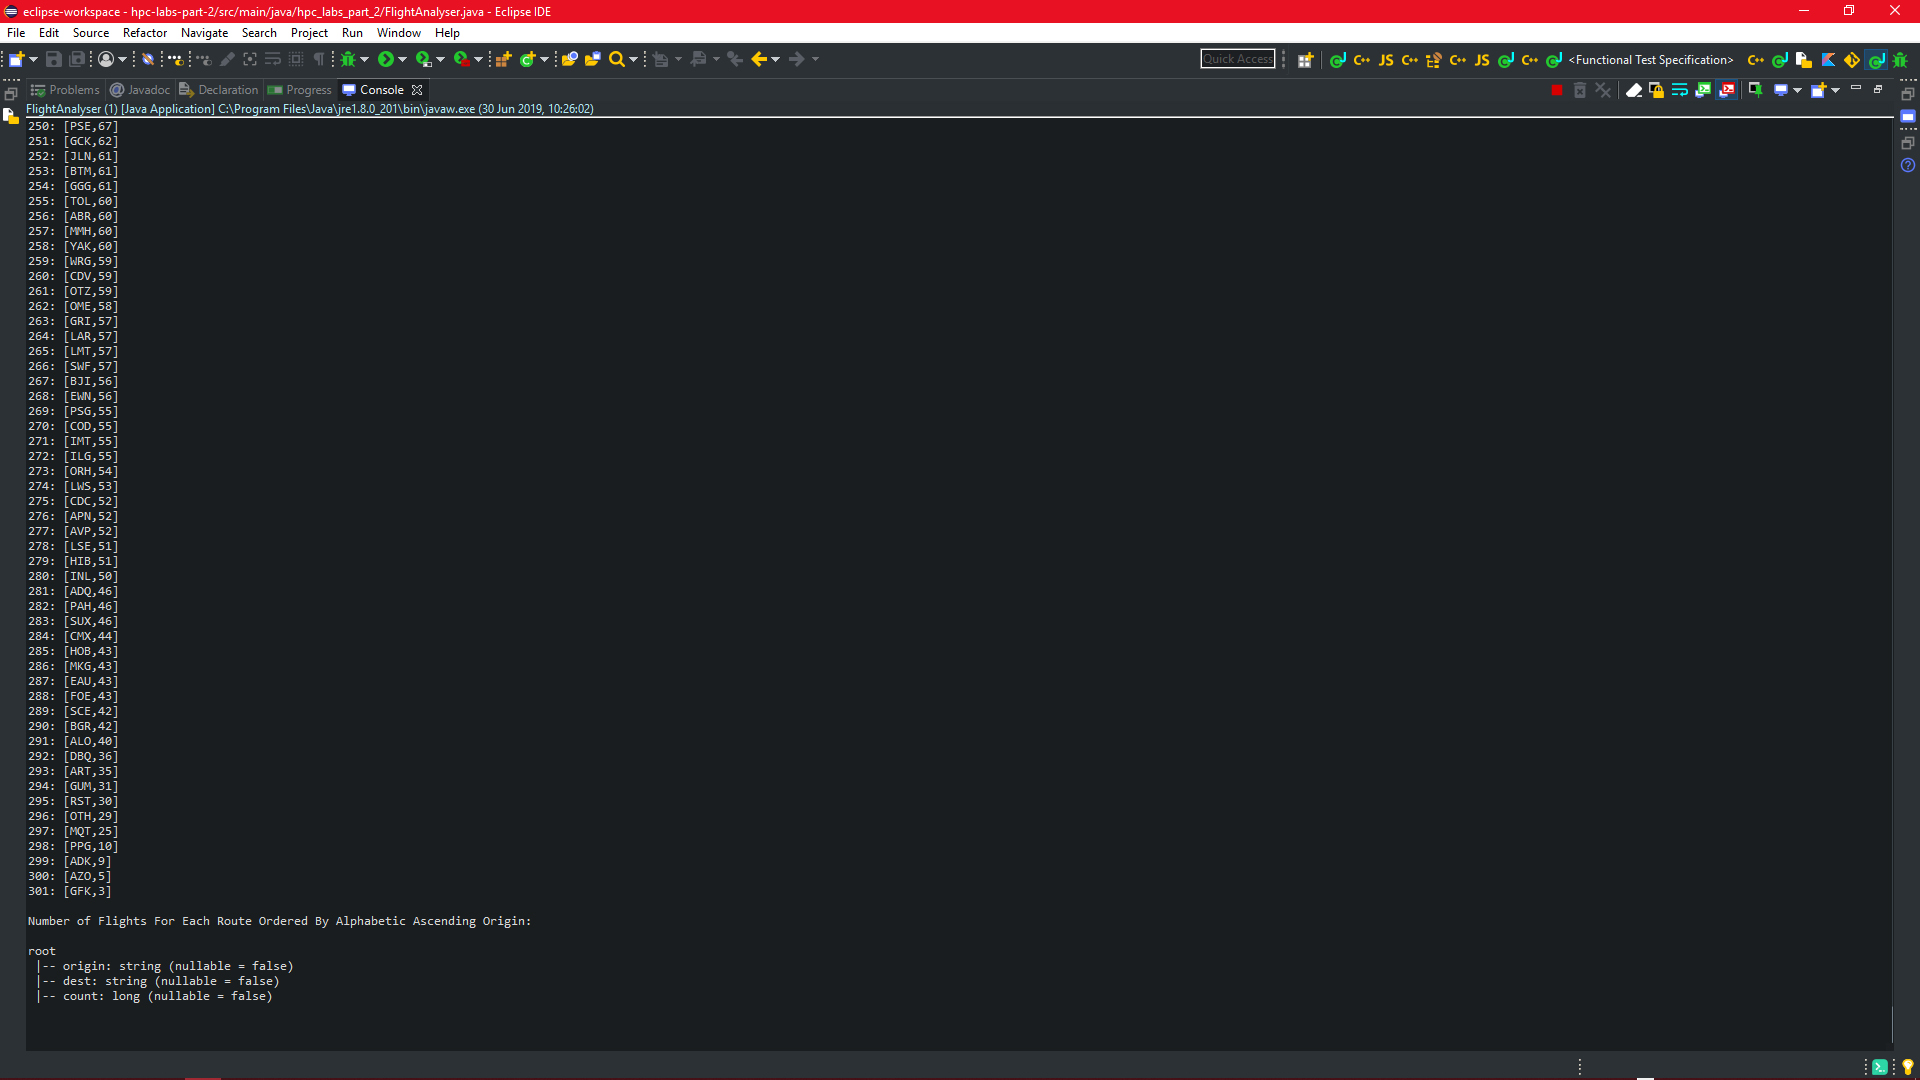 eclipse-workspace - hpc-labs-part-2/src/main/java/hpc_labs_part_2/FlightAnalyser.java - Eclipse IDE
File Edit Source Refactor Navigate Search Project Run Window Help
Quick Access
<Functional Test Specification>
Problems Javadoc Declaration Progress Console
FlightAnalyser (1) [Java Application] C:\Program Files\Java\jre1.8.0_201\bin\javaw.exe (30 Jun 2019, 10:26:02)
250: [PSE,67]
251: [GCK,62]
252: [JLN,61]
253: [BTM,61]
254: [GGG,61]
255: [TOL,60]
256: [ABR,60]
257: [MMH,60]
258: [YAK,60]
259: [WRG,59]
260: [CDV,59]
261: [OTZ,59]
262: [OME,58]
263: [GRI,57]
264: [LAR,57]
265: [LMT,57]
266: [SWF,57]
267: [BJI,56]
268: [EWN,56]
269: [PSG,55]
270: [COD,55]
271: [IMT,55]
272: [ILG,55]
273: [ORH,54]
274: [LWS,53]
275: [CDC,52]
276: [APN,52]
277: [AVP,52]
278: [LSE,51]
279: [HIB,51]
280: [INL,50]
281: [ADQ,46]
282: [PAH,46]
283: [SUX,46]
284: [CMX,44]
285: [HOB,43]
286: [MKG,43]
287: [EAU,43]
288: [FOE,43]
289: [SCE,42]
290: [BGR,42]
291: [ALO,40]
292: [DBQ,36]
293: [ART,35]
294: [GUM,31]
295: [RST,30]
296: [OTH,29]
297: [MQT,25]
298: [PPG,10]
299: [ADK,9]
300: [AZO,5]
301: [GFK,3]
Number of Flights For Each Route Ordered By Alphabetic Ascending Origin:
root
|-- origin: string (nullable = false)
|-- dest: string (nullable = false)
|-- count: long (nullable = false)